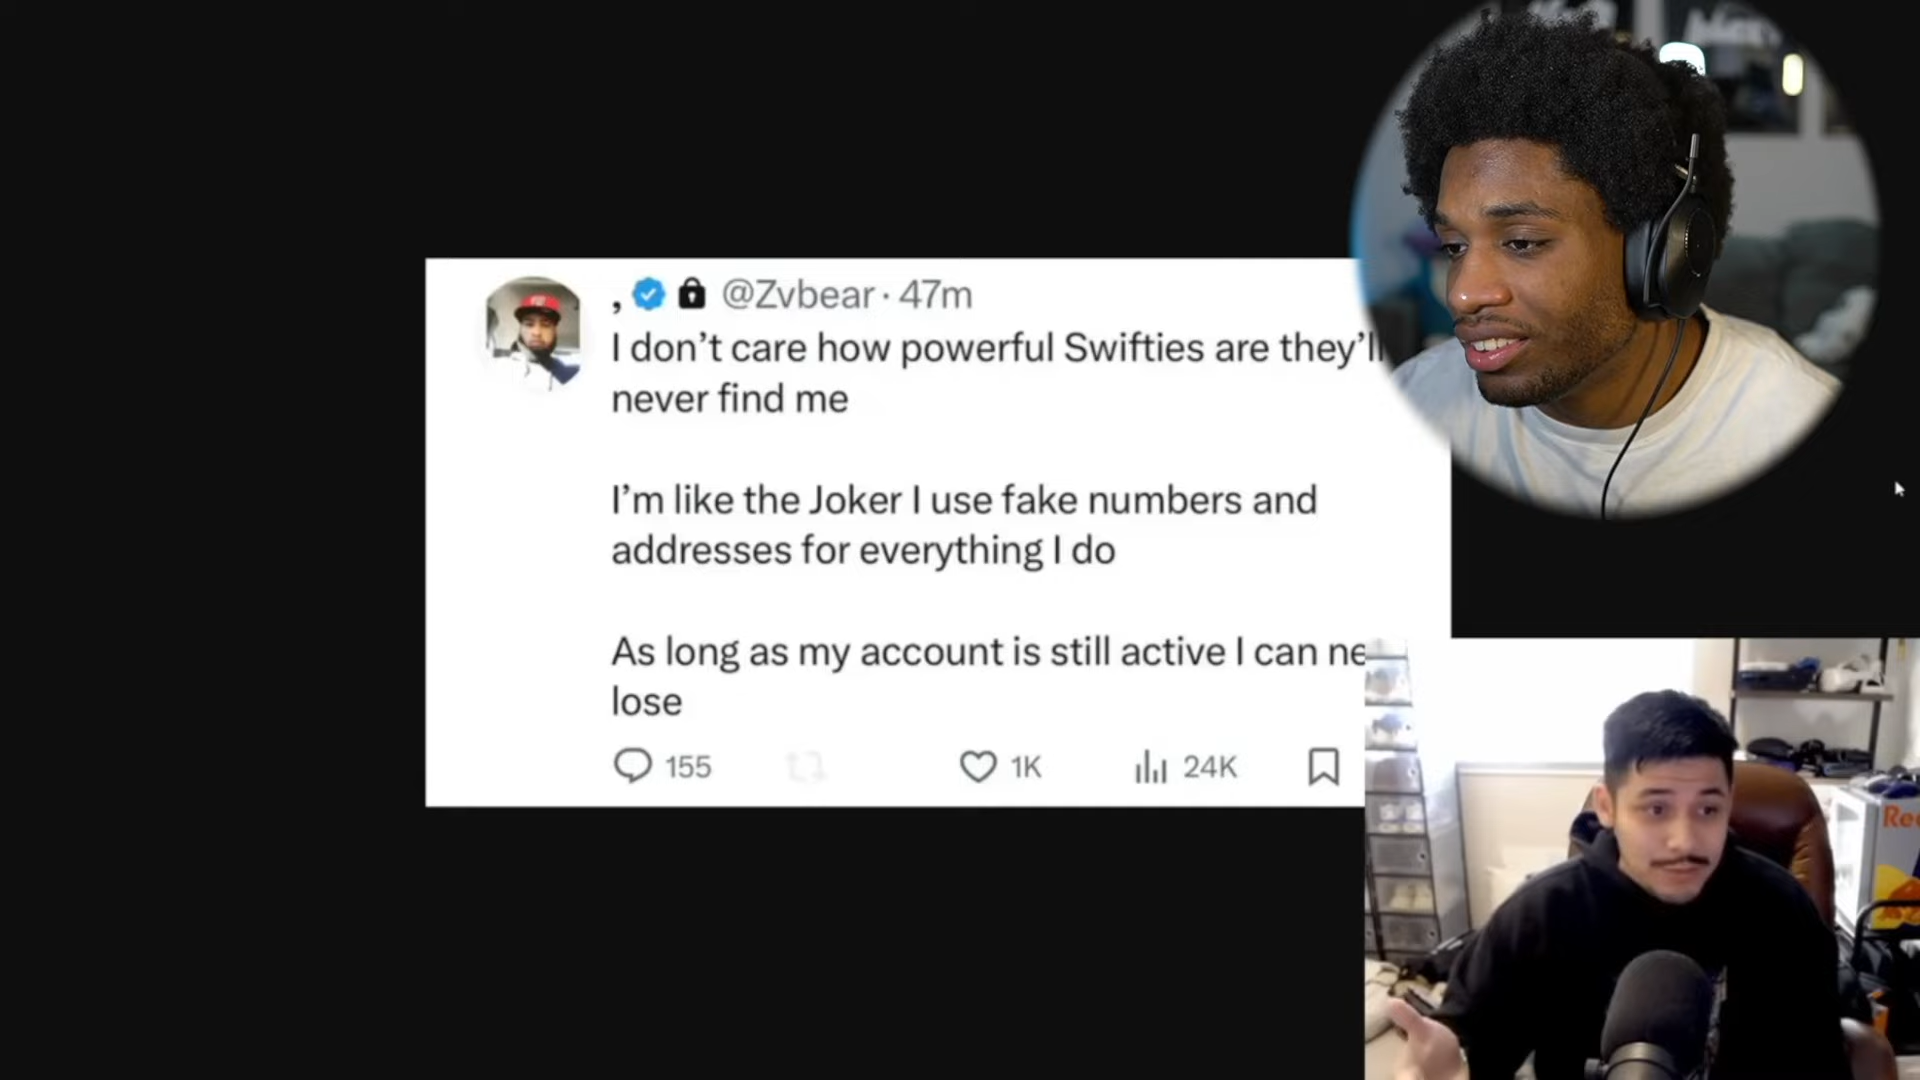 , @Zvbear · 47m
I don’t care how powerful Swifties are they’ll
never find me
I’m like the Joker I use fake numbers and
addresses for everything I do
As long as my account is still active I can ne
lose
155 1K 24K
Re